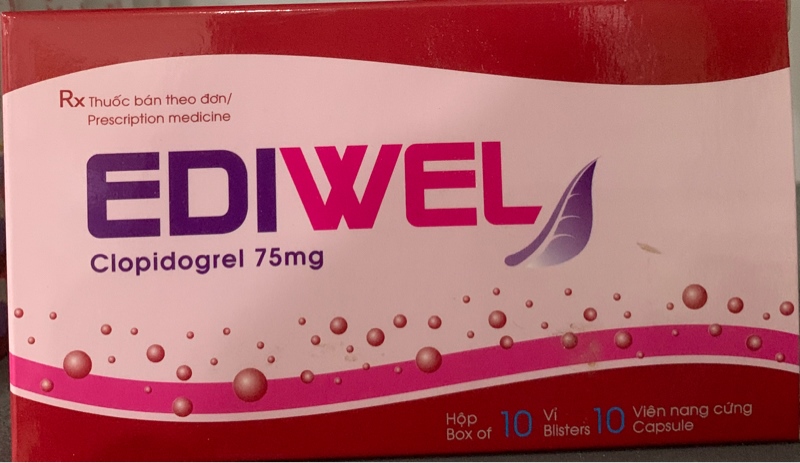 Rx Thuốc bán theo đơn/
Prescription medicine
EDIWEL
Clopidogrel 75mg
Hộp 10 Vỉ 10 Viên nang cứng
Box of Blisters Capsule